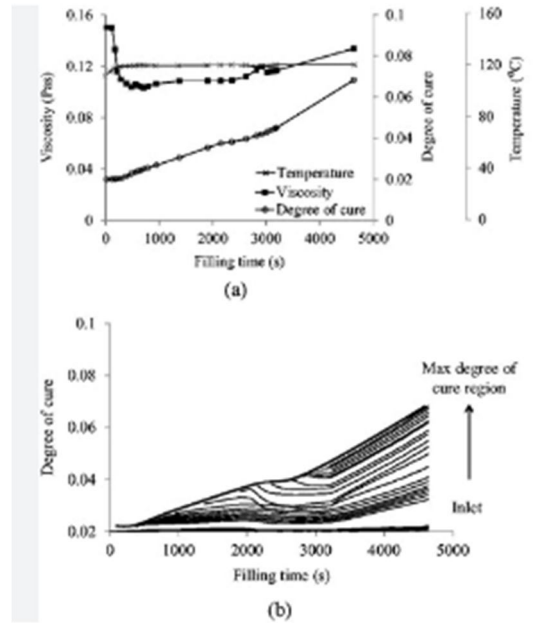 0.16
0.12
0.08
0.04
0
Viscosity (Pas)
0.1
0.08
0.06
0.04
0.02
0
Degree of cure
160
120
80
40
0
Temperature (°C)
Temperature
Viscosity
Degree of cure
0 1000 2000 3000 4000 5000
Filling time (s)
(a)
0.1
0.08
0.06
0.04
0.02
Degree of cure
Max degree of
cure region
Inlet
0 1000 2000 3000 4000 5000
Filling time (s)
(b)